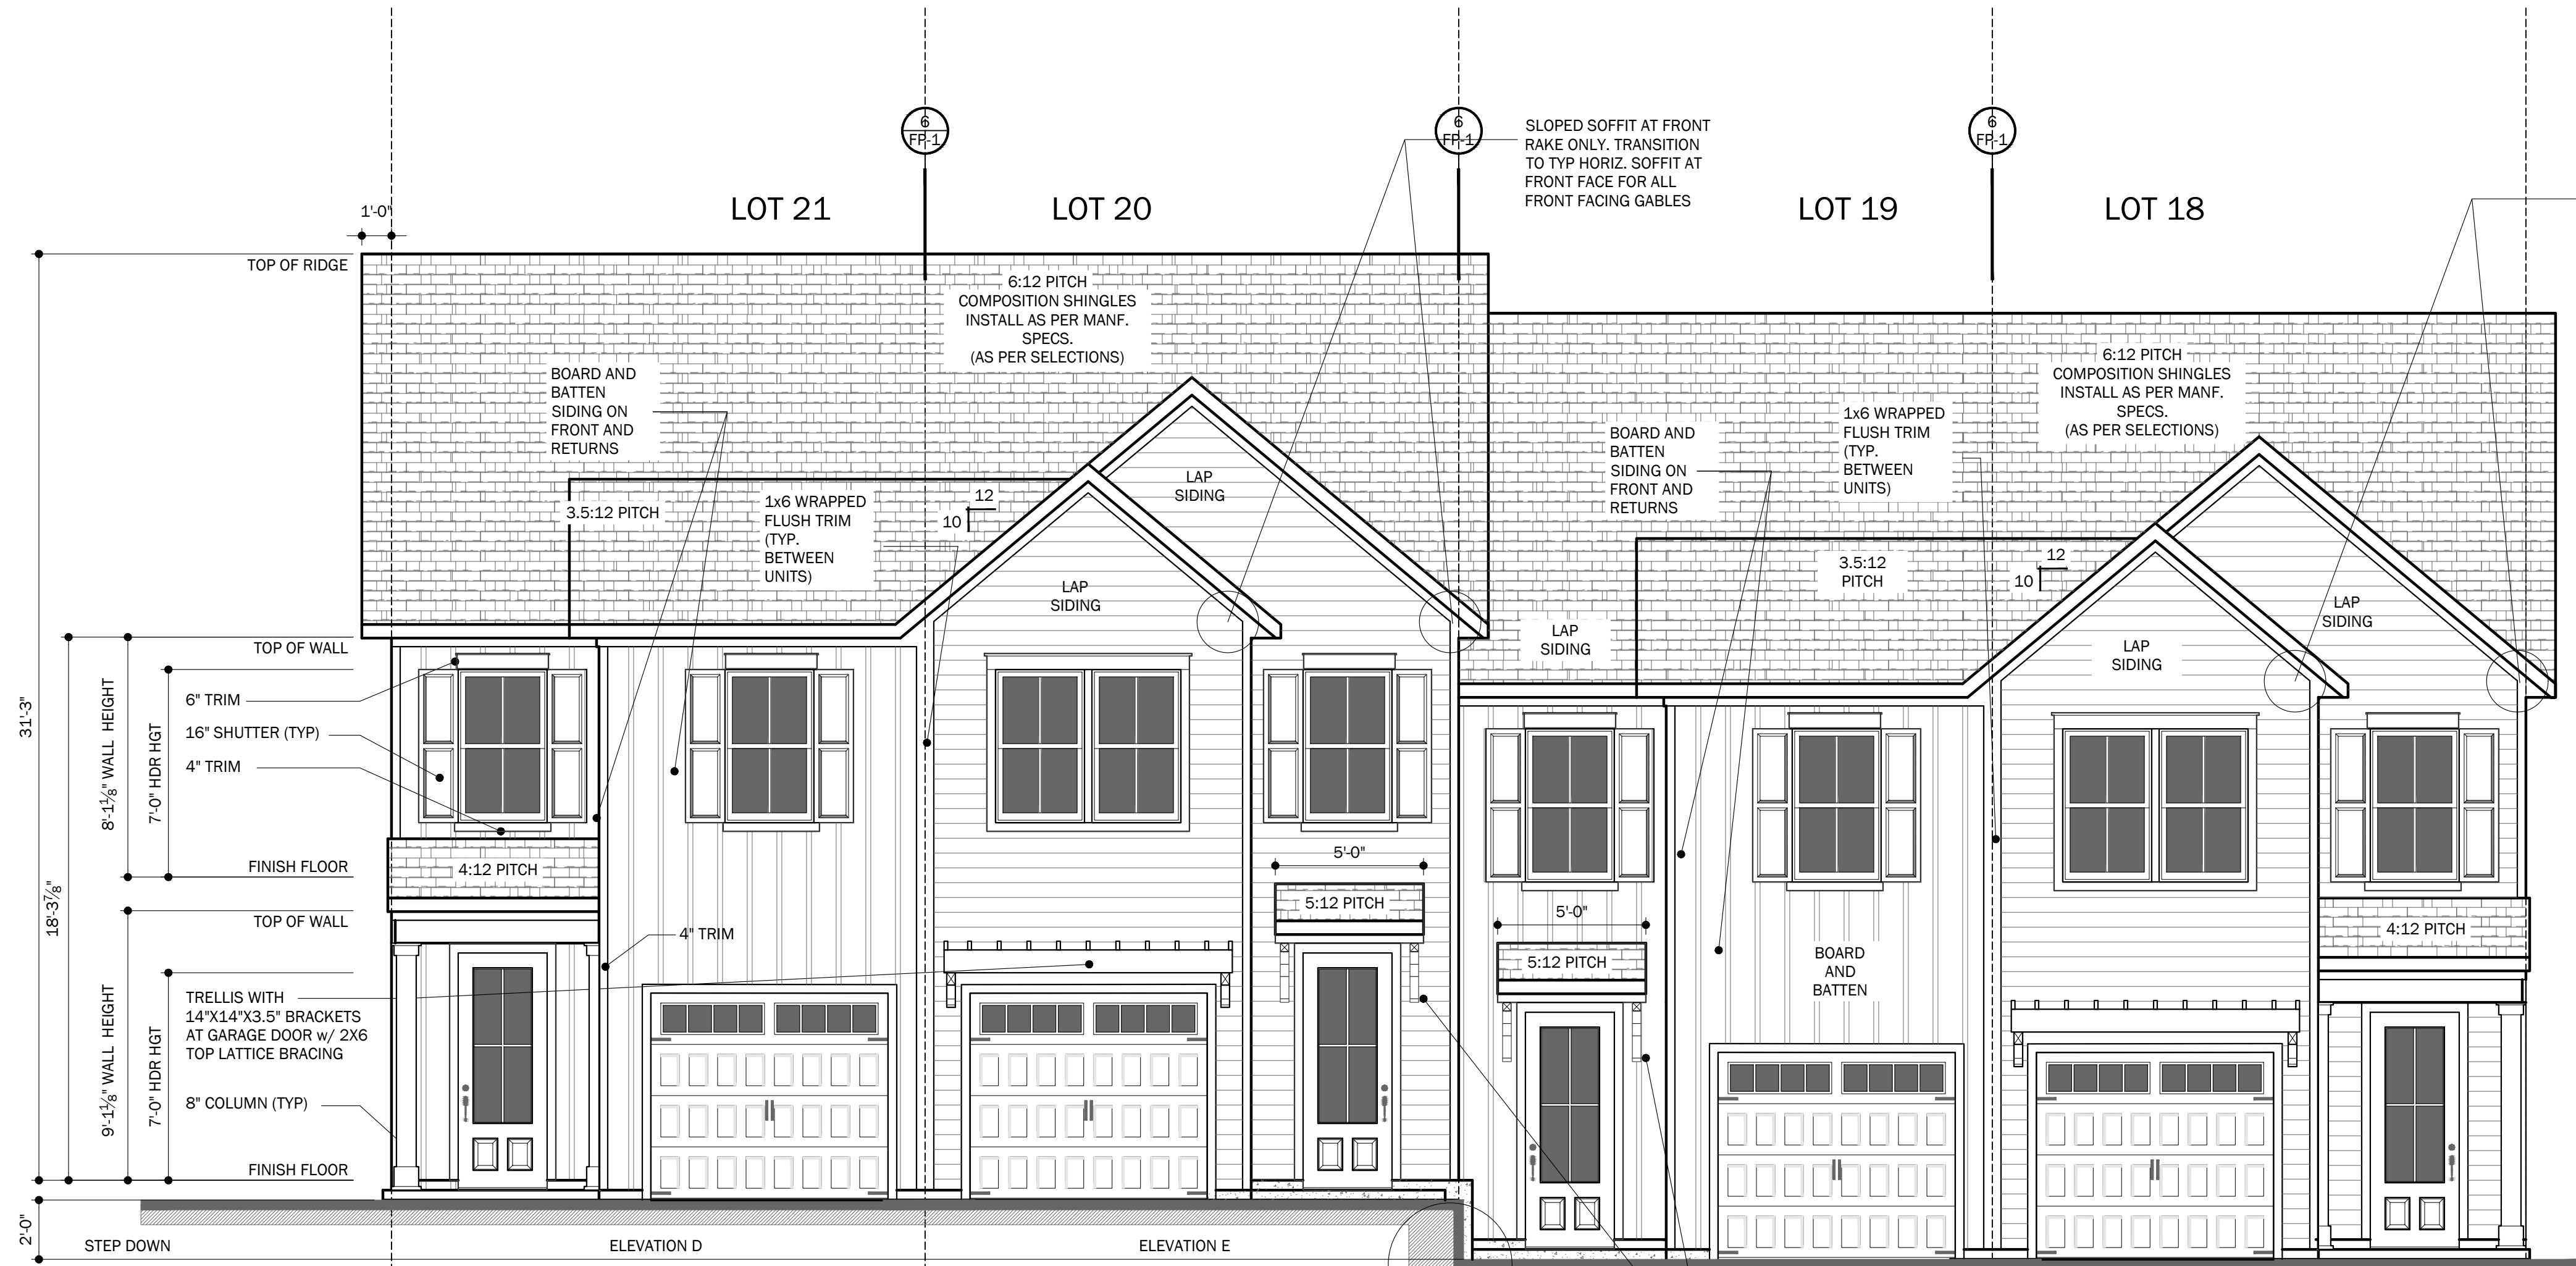 6
FP-1
6
FP-1
6
FP-1
SLOPED SOFFIT AT FRONT
RAKE ONLY. TRANSITION
TO TYP HORIZ. SOFFIT AT
FRONT FACE FOR ALL
FRONT FACING GABLES
LOT 21
LOT 20
LOT 19
LOT 18
1'-0"
TOP OF RIDGE
6:12 PITCH
COMPOSITION SHINGLES
INSTALL AS PER MANF.
SPECS.
(AS PER SELECTIONS)
6:12 PITCH
COMPOSITION SHINGLES
INSTALL AS PER MANF.
SPECS.
(AS PER SELECTIONS)
BOARD AND
BATTEN
SIDING ON
FRONT AND
RETURNS
1x6 WRAPPED
FLUSH TRIM
(TYP.
BETWEEN
UNITS)
BOARD AND
BATTEN
SIDING ON
FRONT AND
RETURNS
1x6 WRAPPED
FLUSH TRIM
(TYP.
BETWEEN
UNITS)
3.5:12 PITCH
12
10
LAP
SIDING
LAP
SIDING
3.5:12
PITCH
12
10
LAP
SIDING
LAP
SIDING
LAP
SIDING
TOP OF WALL
6" TRIM
16" SHUTTER (TYP)
4" TRIM
31'-3"
8'-1⅛" WALL HEIGHT
7'-0" HDR HGT
FINISH FLOOR
4:12 PITCH
18'-3⅞"
TOP OF WALL
4" TRIM
5'-0"
5:12 PITCH
5'-0"
5:12 PITCH
4:12 PITCH
BOARD
AND
BATTEN
TRELLIS WITH
14"X14"X3.5" BRACKETS
AT GARAGE DOOR w/ 2X6
TOP LATTICE BRACING
9'-1⅛" WALL HEIGHT
7'-0" HDR HGT
8" COLUMN (TYP)
FINISH FLOOR
2'-0"
STEP DOWN
ELEVATION D
ELEVATION E